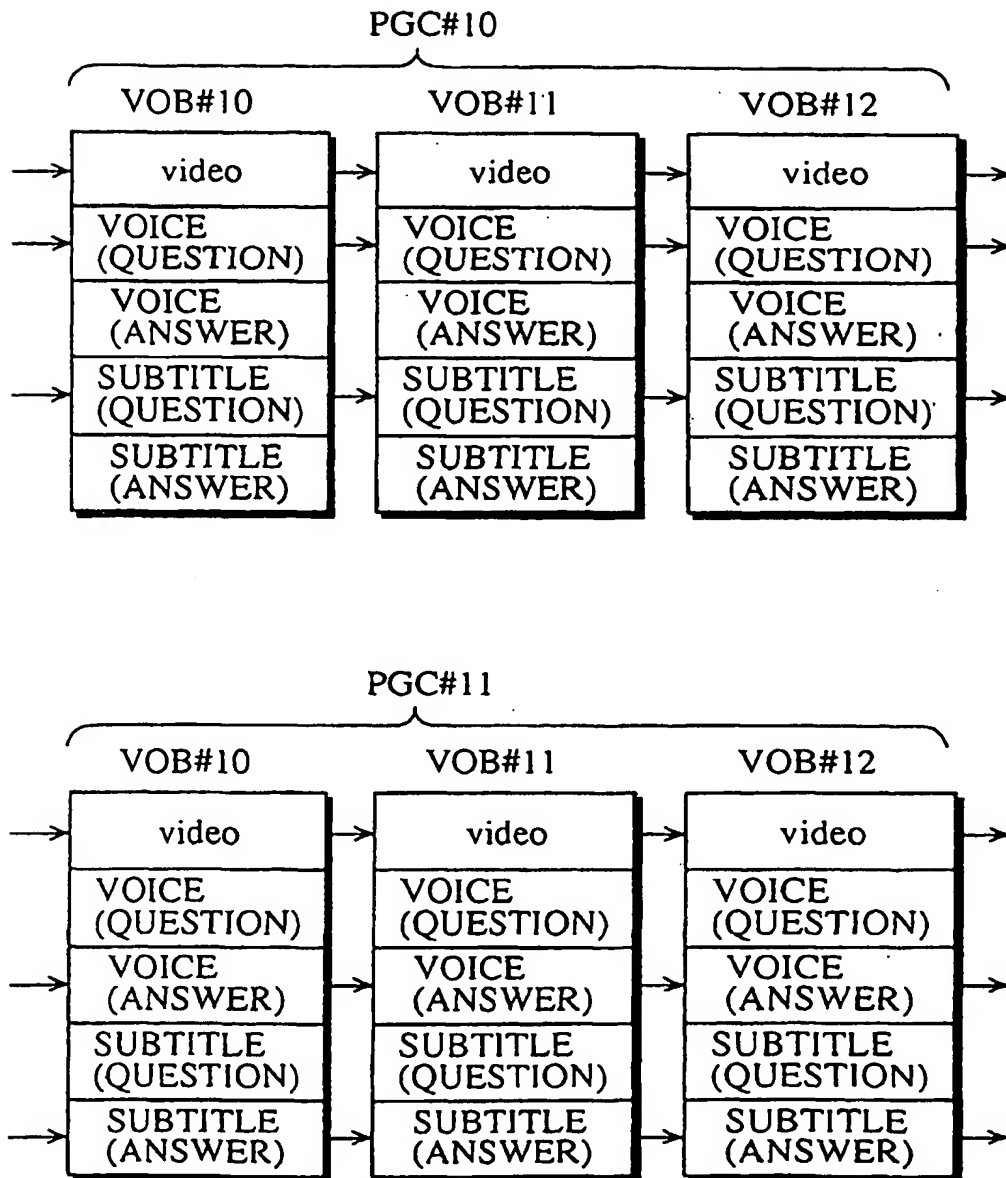 PGC#10
VOB#10
VOB#11
VOB#12
video
video
video
VOICE
(QUESTION)
VOICE
(QUESTION)
VOICE
(QUESTION)
VOICE
(ANSWER)
VOICE
(ANSWER)
VOICE
(ANSWER)
SUBTITLE
(QUESTION)
SUBTITLE
(QUESTION)
SUBTITLE
(QUESTION)
SUBTITLE
(ANSWER)
SUBTITLE
(ANSWER)
SUBTITLE
(ANSWER)
PGC#11
VOB#10
VOB#11
VOB#12
video
video
video
VOICE
(QUESTION)
VOICE
(QUESTION)
VOICE
(QUESTION)
VOICE
(ANSWER)
VOICE
(ANSWER)
VOICE
(ANSWER)
SUBTITLE
(QUESTION)
SUBTITLE
(QUESTION)
SUBTITLE
(QUESTION)
SUBTITLE
(ANSWER)
SUBTITLE
(ANSWER)
SUBTITLE
(ANSWER)